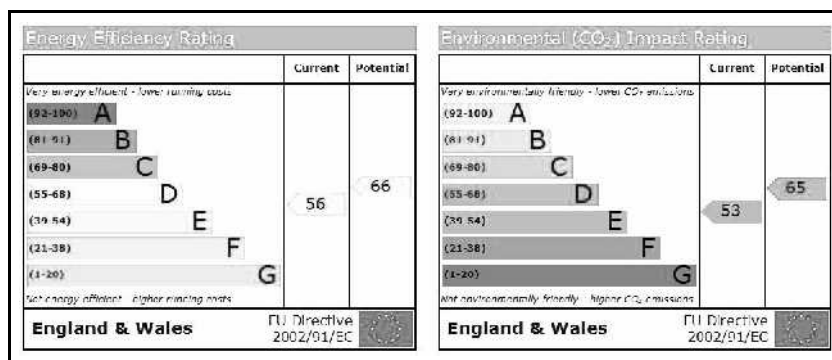 Energy Efficiency Rating
Current Potential
Very energy efficient - lower running costs
(92-100) A
(81-91) B
(69-80) C
(55-68) D
(39-54) E
(21-38) F
(1-20) G
56
66
Not energy efficient - higher running costs
England & Wales
EU Directive
2002/91/EC
Environmental (CO₂) Impact Rating
Current Potential
Very environmentally friendly - lower CO₂ emissions
(92-100) A
(81-91) B
(69-80) C
(55-68) D
(39-54) E
(21-38) F
(1-20) G
53
65
Not environmentally friendly - higher CO₂ emissions
England & Wales
EU Directive
2002/91/EC